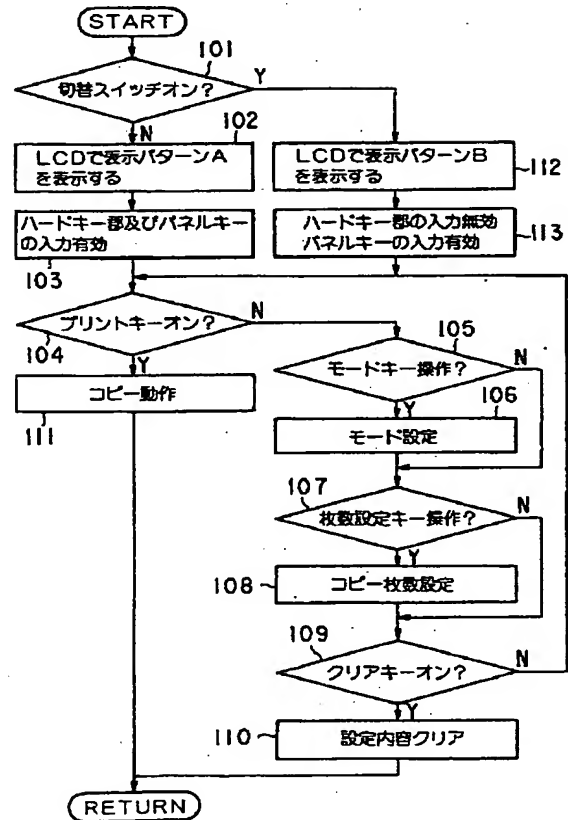 START
101
切替スイッチオン?
Y
N
102
LCDで表示パターンA
を表示する
LCDで表示パターンB
を表示する
112
ハードキー郡及びパネルキー
の入力有効
103
ハードキー郡の入力無効
パネルキーの入力有効
113
プリントキーオン?
N
104
Y
105
モードキー操作?
N
コピー動作
111
Y
106
モード設定
107
枚数設定キー操作?
N
Y
108
コピー枚数設定
109
クリアキーオン?
N
Y
110
設定内容クリア
RETURN